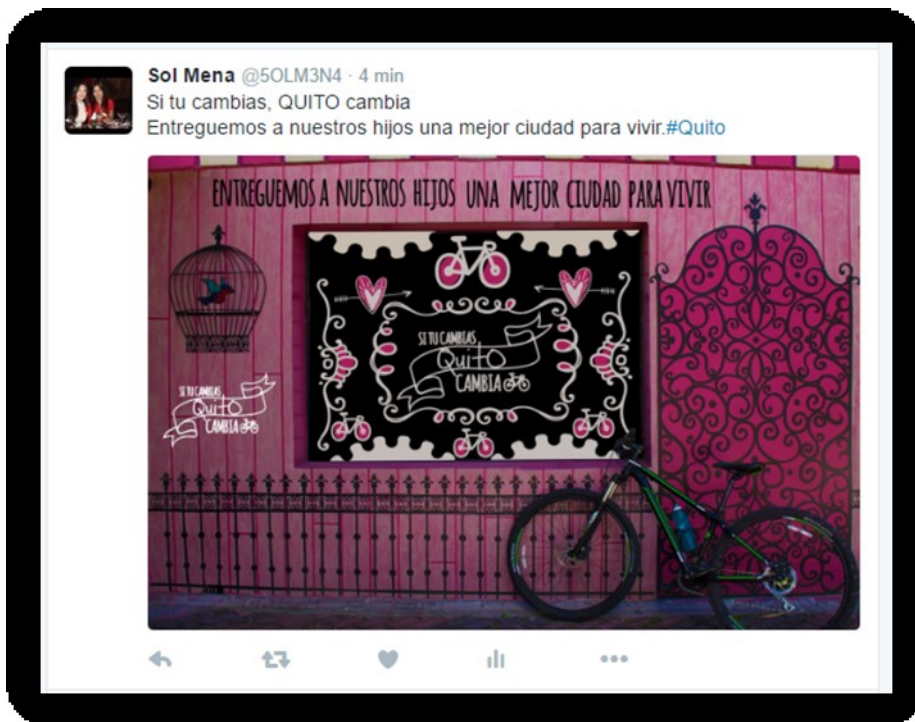 Sol Mena @5OLM3N4 · 4 min
Si tu cambias, QUITO cambia
Entreguemos a nuestros hijos una mejor ciudad para vivir.#Quito
ENTREGUEMOS A NUESTROS HIJOS UNA MEJOR CIUDAD PARA VIVIR
SI TU CAMBIAS
Quito
CAMBIA
SI TU CAMBIAS
Quito
CAMBIA